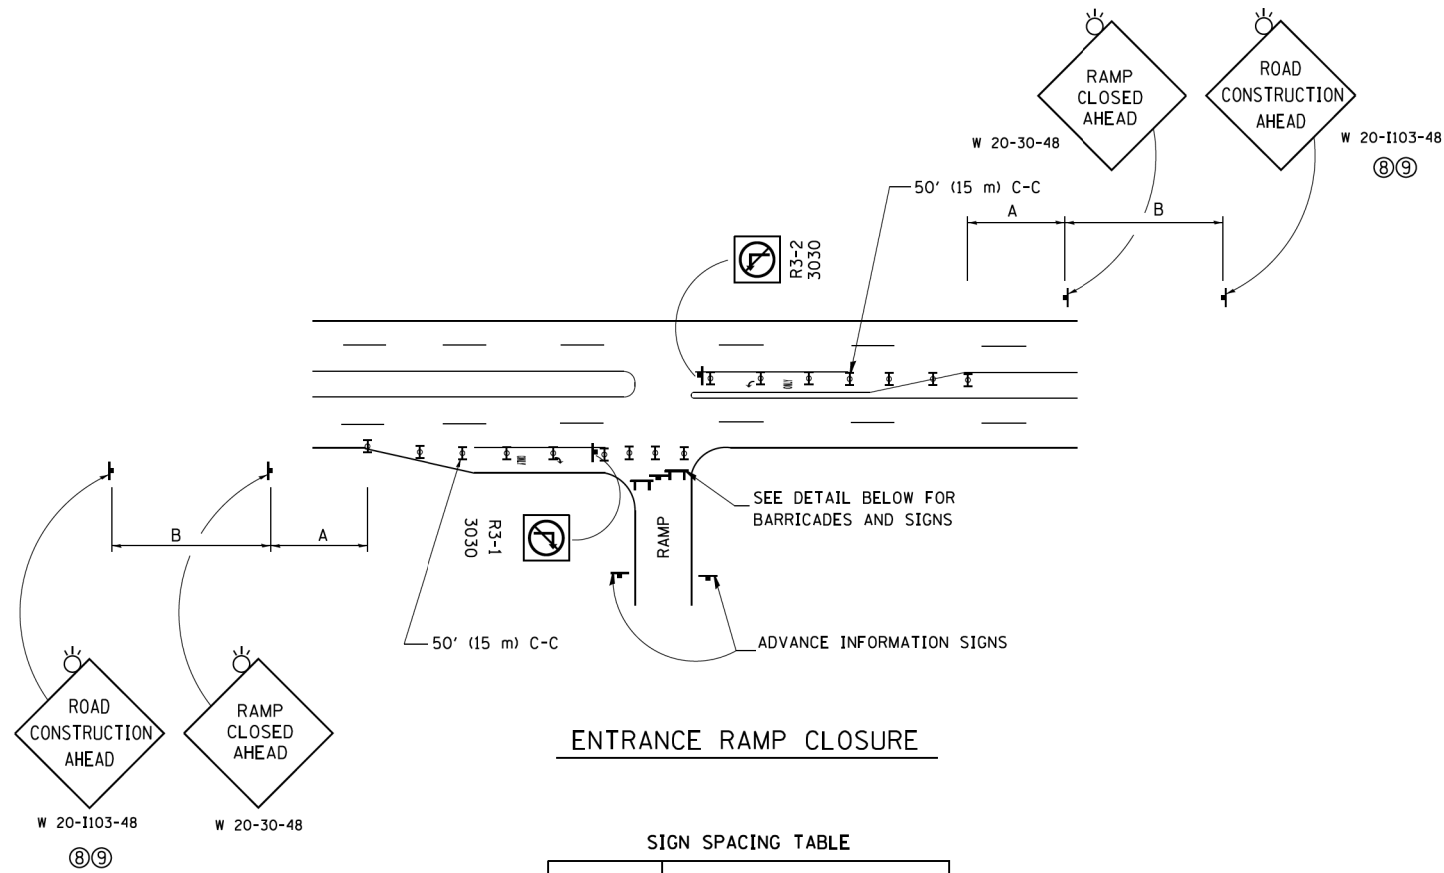 RAMP
CLOSED
AHEAD
W 20-30-48
ROAD
CONSTRUCTION
AHEAD
W 20-I103-48
⑧⑨
50' (15 m) C-C
A
B
R3-2
3030
SEE DETAIL BELOW FOR
BARRICADES AND SIGNS
RAMP
R3-1
3030
B
A
50' (15 m) C-C
ADVANCE INFORMATION SIGNS
ROAD
CONSTRUCTION
AHEAD
W 20-I103-48
⑧⑨
RAMP
CLOSED
AHEAD
W 20-30-48
ENTRANCE RAMP CLOSURE
SIGN SPACING TABLE